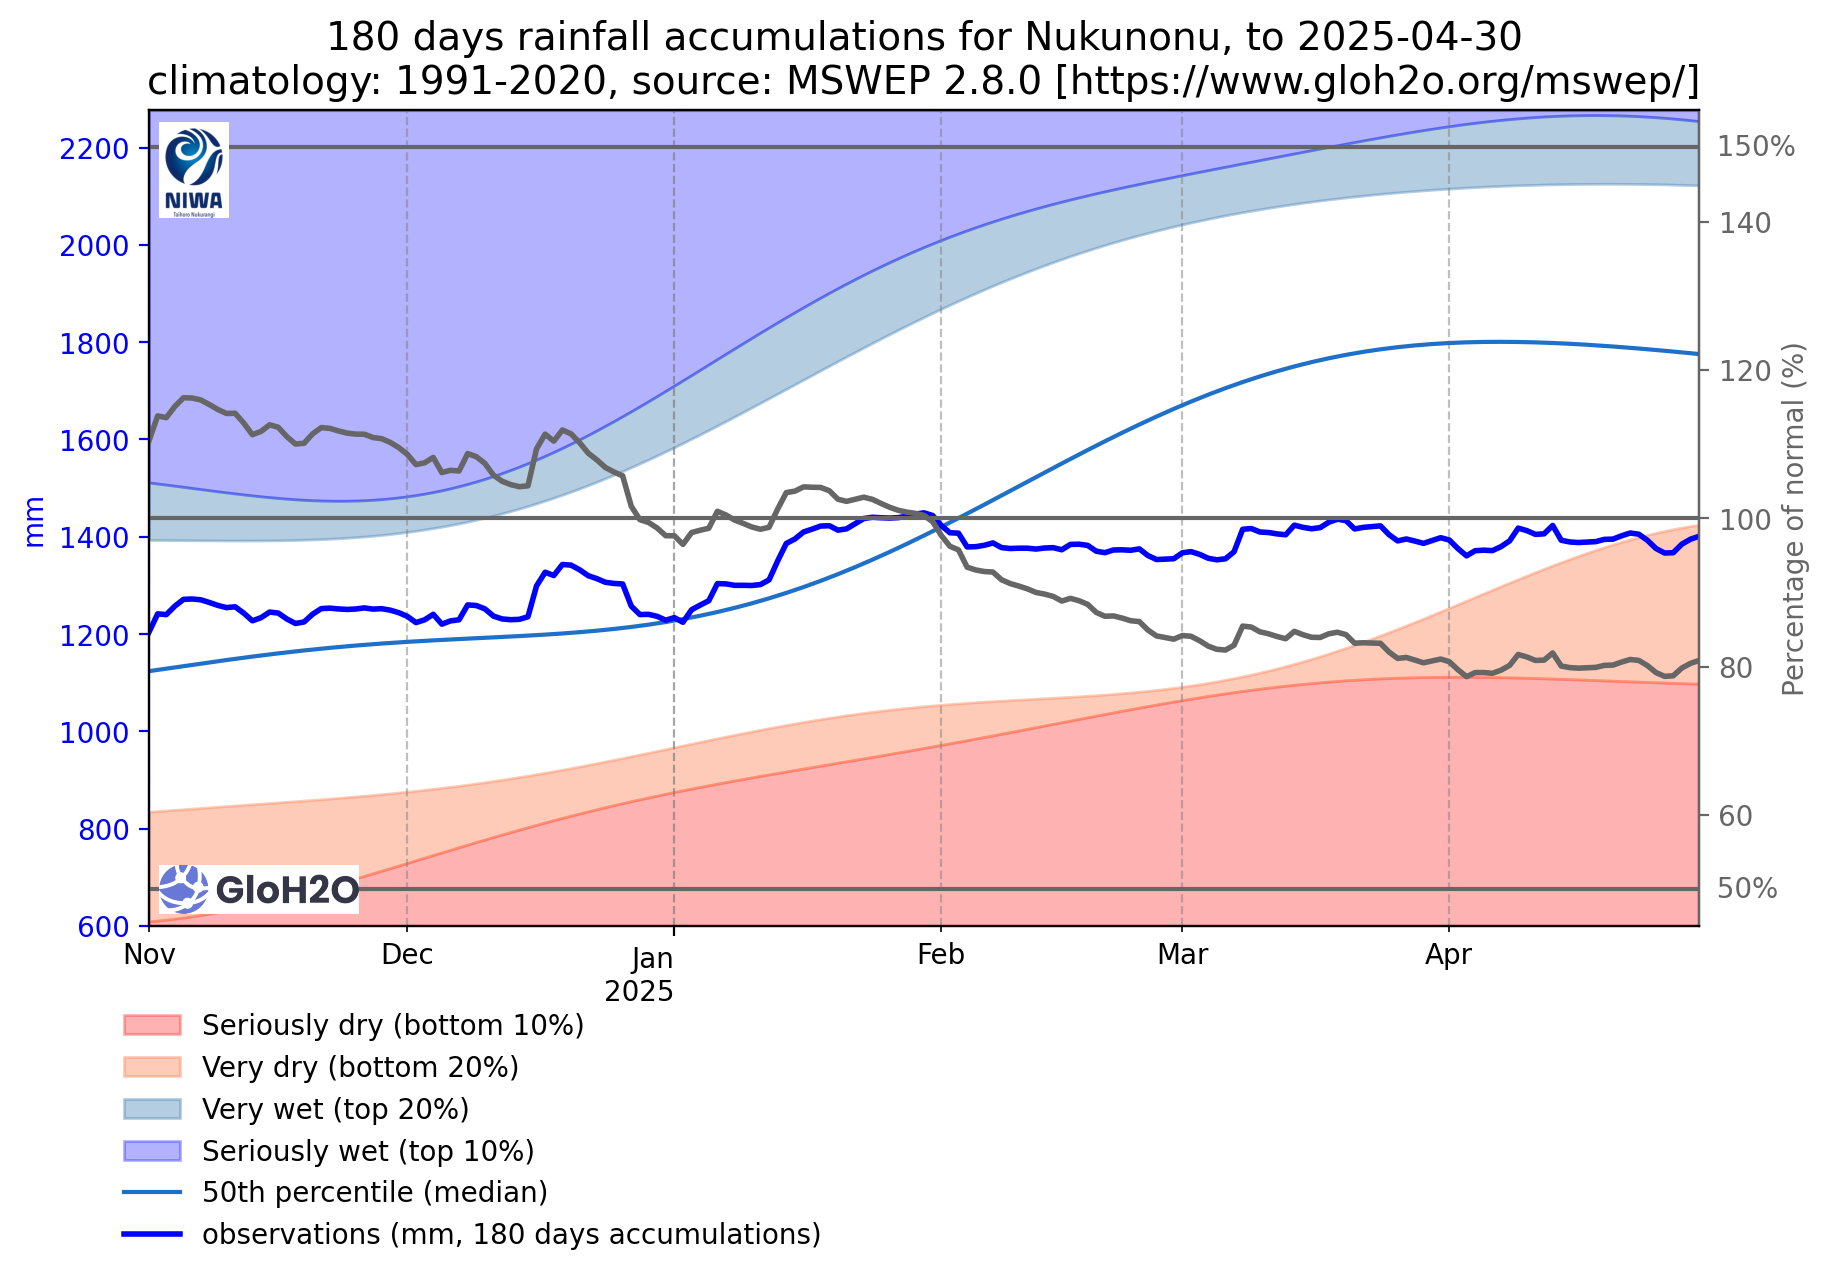 180 days rainfall accumulations for Nukunonu, to 2025-04-30
climatology: 1991-2020, source: MSWEP 2.8.0 [https://www.gloh2o.org/mswep/]
NIWA
Taihoro Nukurangi
2200
2000
1800
1600
1400
1200
1000
800
600
mm
150%
140
120
100
80
60
50%
Percentage of normal (%)
GloH2O
Nov
Dec
Jan
2025
Feb
Mar
Apr
Seriously dry (bottom 10%)
Very dry (bottom 20%)
Very wet (top 20%)
Seriously wet (top 10%)
50th percentile (median)
observations (mm, 180 days accumulations)